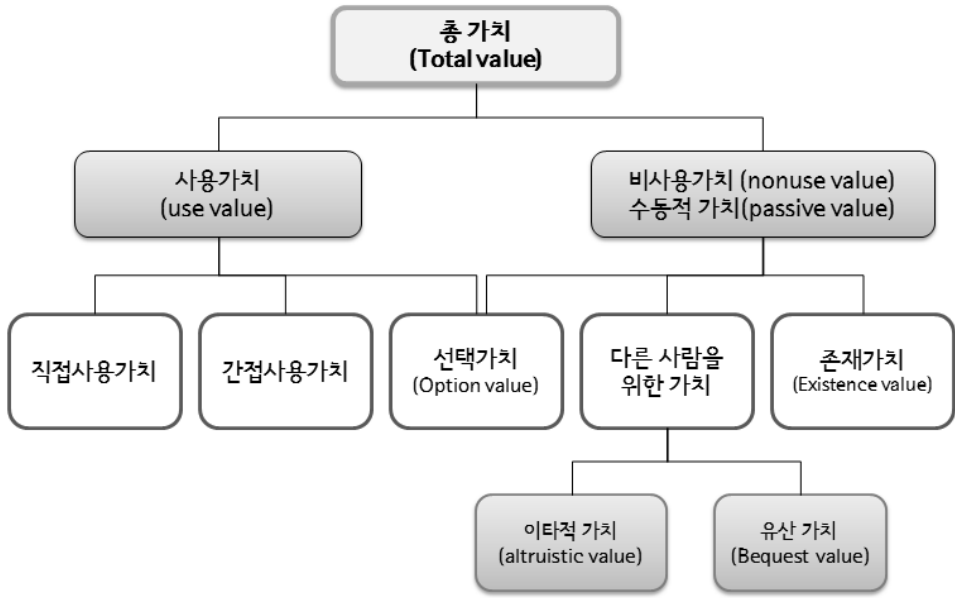 총 가치
(Total value)
사용가치
(use value)
비사용가치 (nonuse value)
수동적 가치(passive value)
직접사용가치
간접사용가치
선택가치
(Option value)
다른 사람을
위한 가치
존재가치
(Existence value)
이타적 가치
(altruistic value)
유산 가치
(Bequest value)